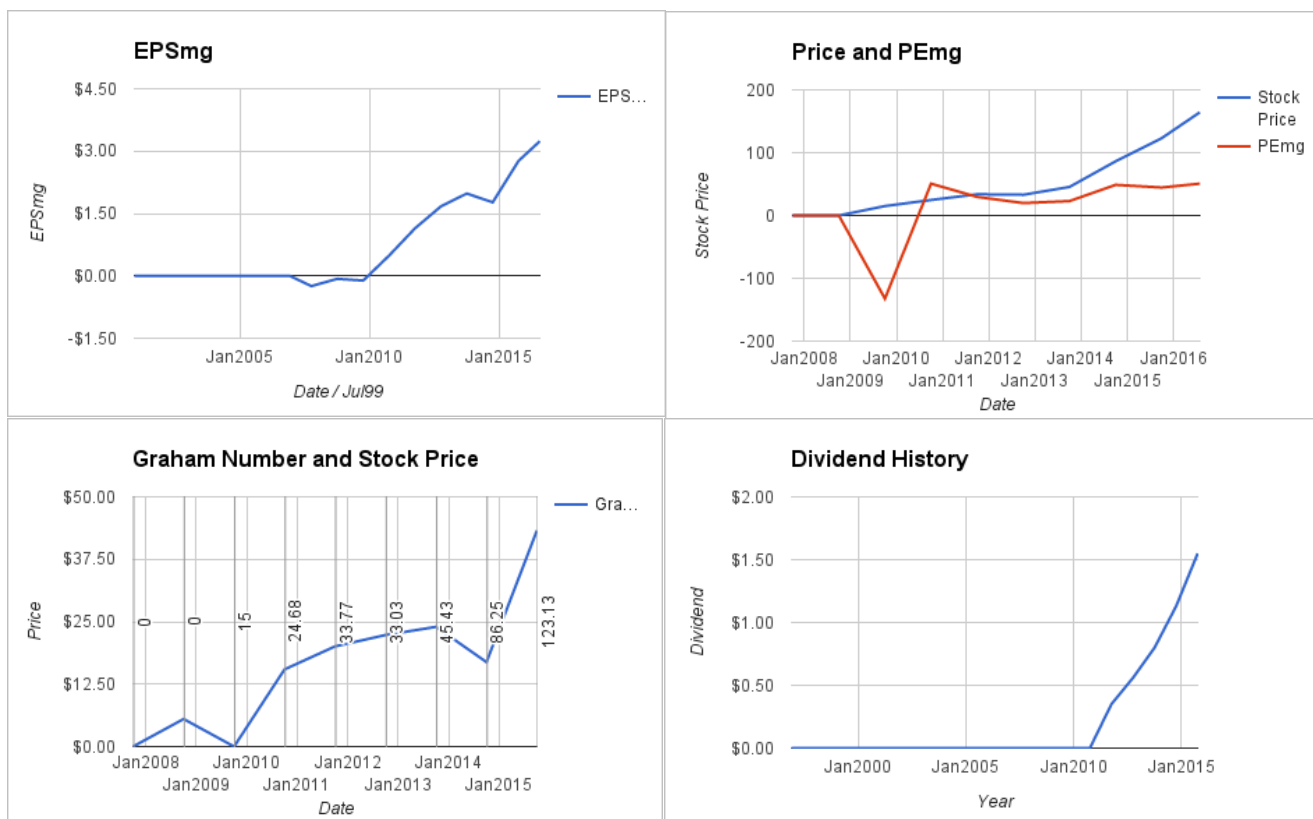 EPSmg
$4.50
$3.00
$1.50
$0.00
-$1.50
EPSmg
Jan2005
Jan2010
Jan2015
Date / Jul99
EPS...
Price and PEmg
200
100
0
-100
-200
Stock Price
Jan2008
Jan2009
Jan2010
Jan2011
Jan2012
Jan2013
Jan2014
Jan2015
Jan2016
Date
Stock
Price
PEmg
Graham Number and Stock Price
$50.00
$37.50
$25.00
$12.50
$0.00
Price
0
0
15
24.68
33.77
33.03
45.43
86.25
123.13
Jan2008
Jan2009
Jan2010
Jan2011
Jan2012
Jan2013
Jan2014
Jan2015
Date
Gra...
Dividend History
$2.00
$1.50
$1.00
$0.50
$0.00
Dividend
Jan2000
Jan2005
Jan2010
Jan2015
Year